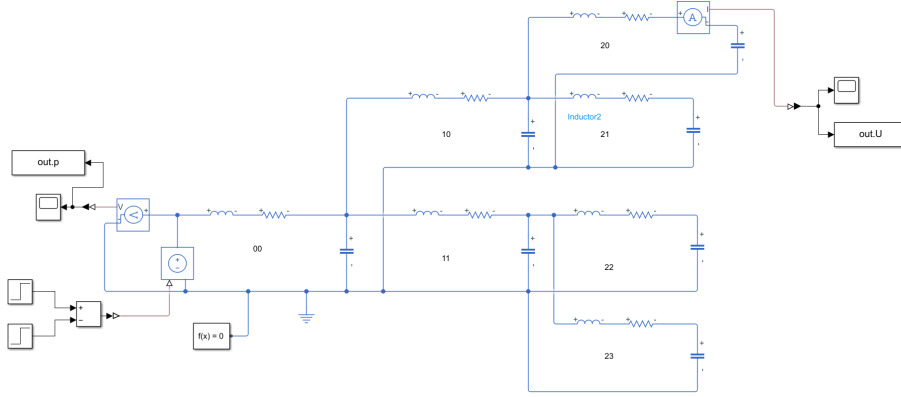 20
A
I
out.U
10
Inductor2
21
out.p
V
V
00
11
22
f(x) = 0
23